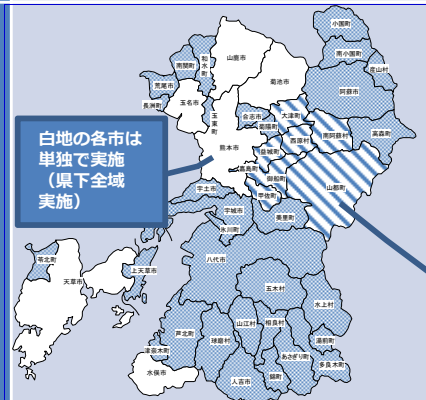 小国町
南小国町
産山村
山鹿市
和水町
南関町
菊池市
阿蘇市
荒尾市
玉名市
長洲町
玉東町
合志市
大津町
菊陽町
高森町
西原村
南阿蘇村
熊本市
益城町
嘉島町
御船町
山都町
甲佐町
宇土市
宇城市
美里町
氷川町
八代市
苓北町
上天草市
天草市
五木村
水上村
山江村
相良村
芦北町
球磨村
湯前町
あさぎり町
多良木町
津奈木町
錦町
水俣市
人吉市
白地の各市は
単独で実施
（県下全域
実施）